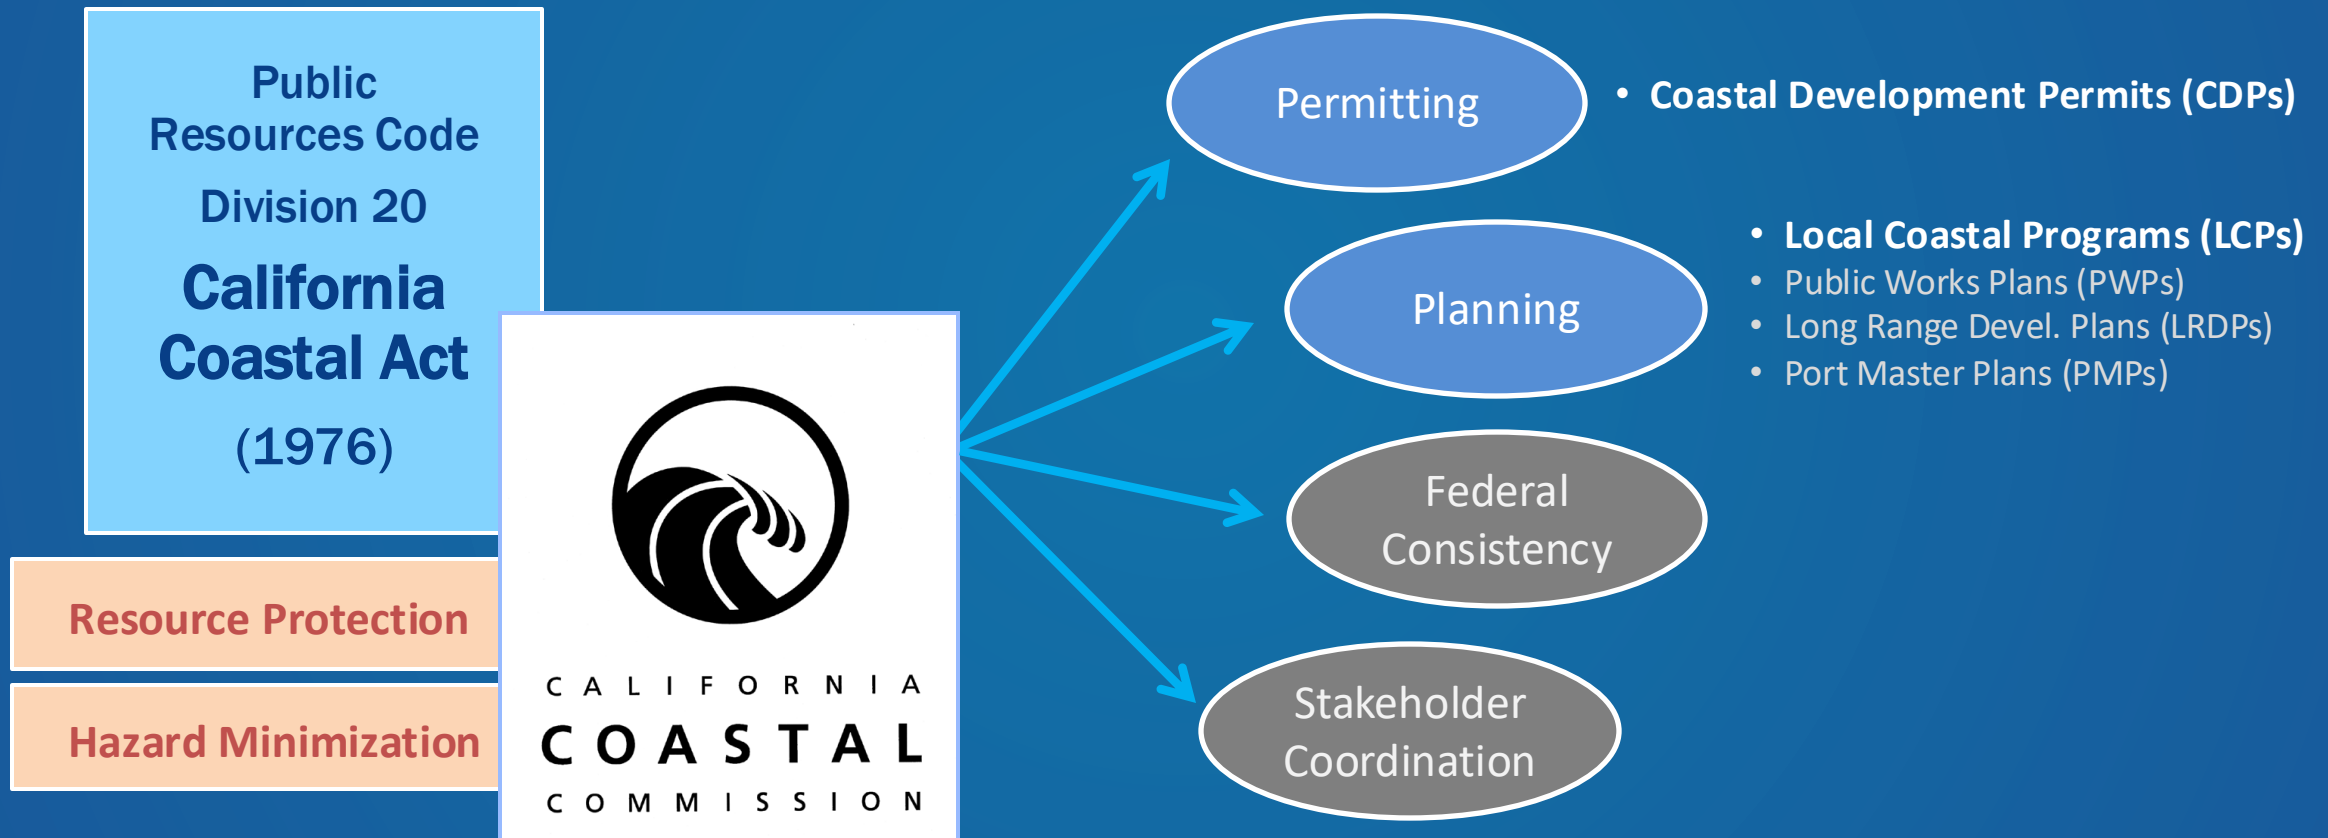 Public
Resources Code
Division 20
California
Coastal Act
(1976)
Resource Protection
Hazard Minimization
CALIFORNIA
COASTAL
COMMISSION
Permitting
• Coastal Development Permits (CDPs)
Planning
• Local Coastal Programs (LCPs)
• Public Works Plans (PWPs)
• Long Range Devel. Plans (LRDPs)
• Port Master Plans (PMPs)
Federal
Consistency
Stakeholder
Coordination